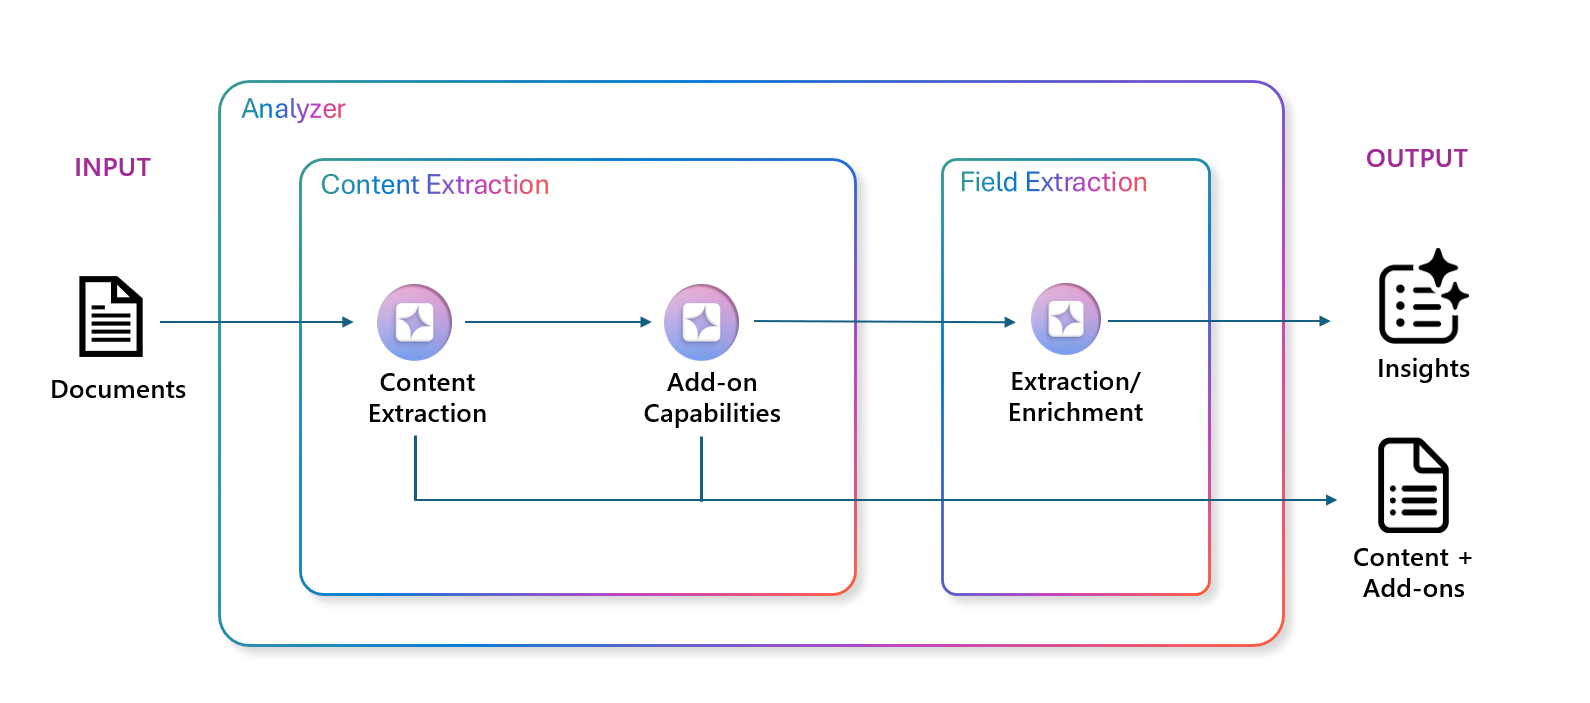 Analyzer
INPUT
OUTPUT
Content Extraction
Field Extraction
Documents
Content
Extraction
Add-on
Capabilities
Extraction/
Enrichment
Insights
Content +
Add-ons